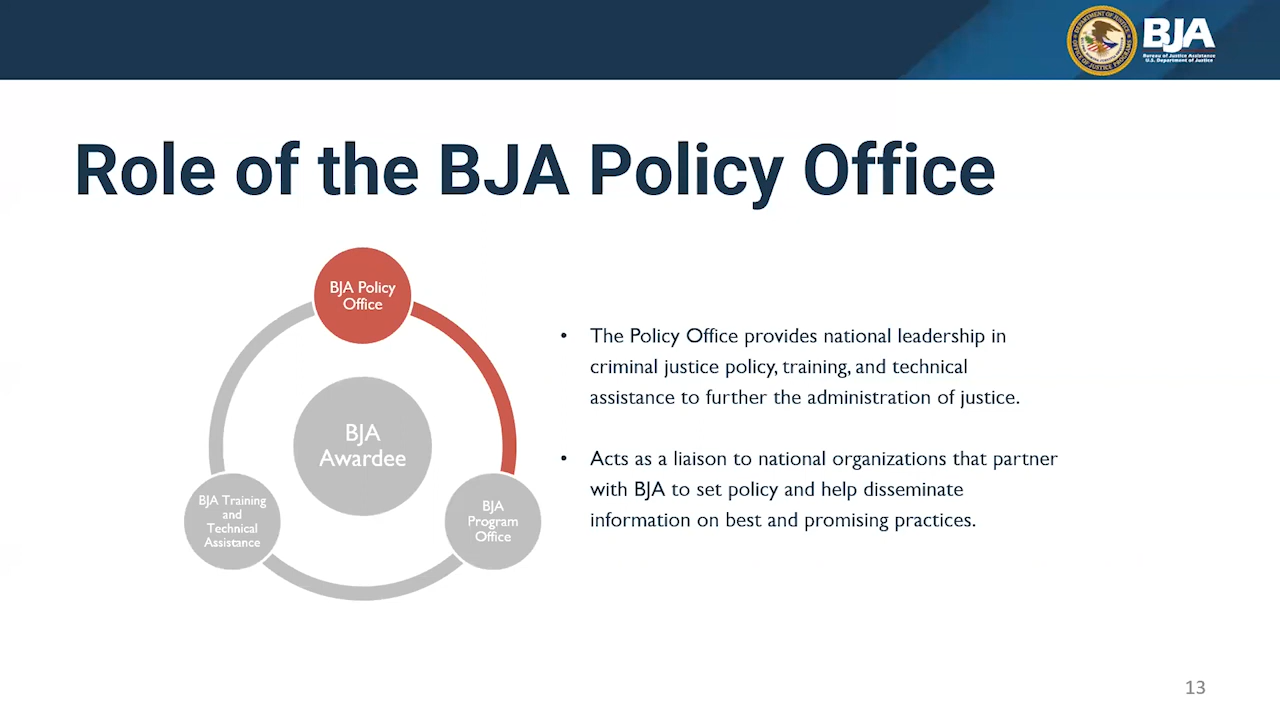 BJA
Bureau of Justice Assistance
U.S. Department of Justice
Role of the BJA Policy Office
BJA Policy
Office
BJA
Awardee
BJA Training
and
Technical
Assistance
BJA
Program
Office
• The Policy Office provides national leadership in
criminal justice policy, training, and technical
assistance to further the administration of justice.
• Acts as a liaison to national organizations that partner
with BJA to set policy and help disseminate
information on best and promising practices.
13